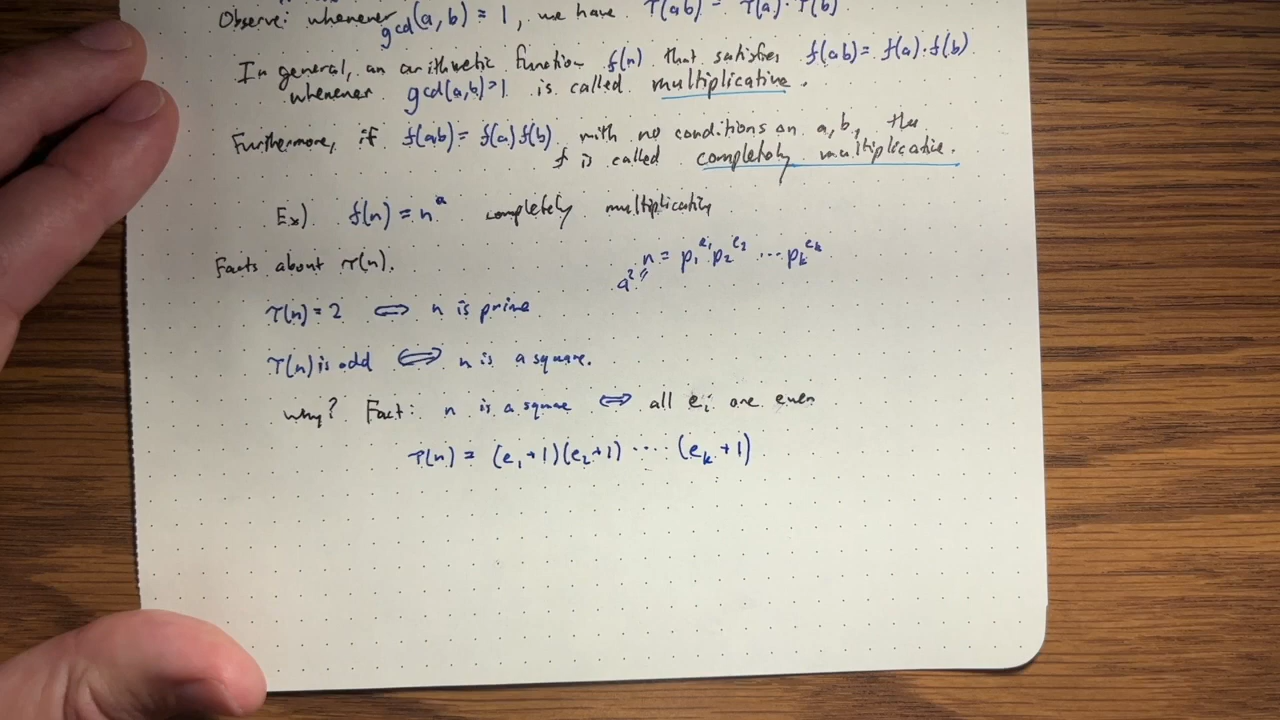 Observe: whenever gcd(a, b) = 1, we have τ(ab) = τ(a)·τ(b)
In general, an arithmetic function f(n) that satisfies f(ab) = f(a)·f(b)
whenever gcd(a,b)=1 is called multiplicative.
Furthermore, if f(ab) = f(a)f(b) with no conditions on a, b, the
f is called completely multiplicative.
Ex) f(n) = n^a completely multiplicative
Facts about τ(n).
n = p₁^e₁ p₂^e₂ ... pₖ^eₖ
a² =
τ(n) = 2 ⟺ n is prime
τ(n) is odd ⟺ n is a square.
why? Fact: n is a square ⟺ all eᵢ are even
τ(n) = (e₁+1)(e₂+1) .... (eₖ+1)